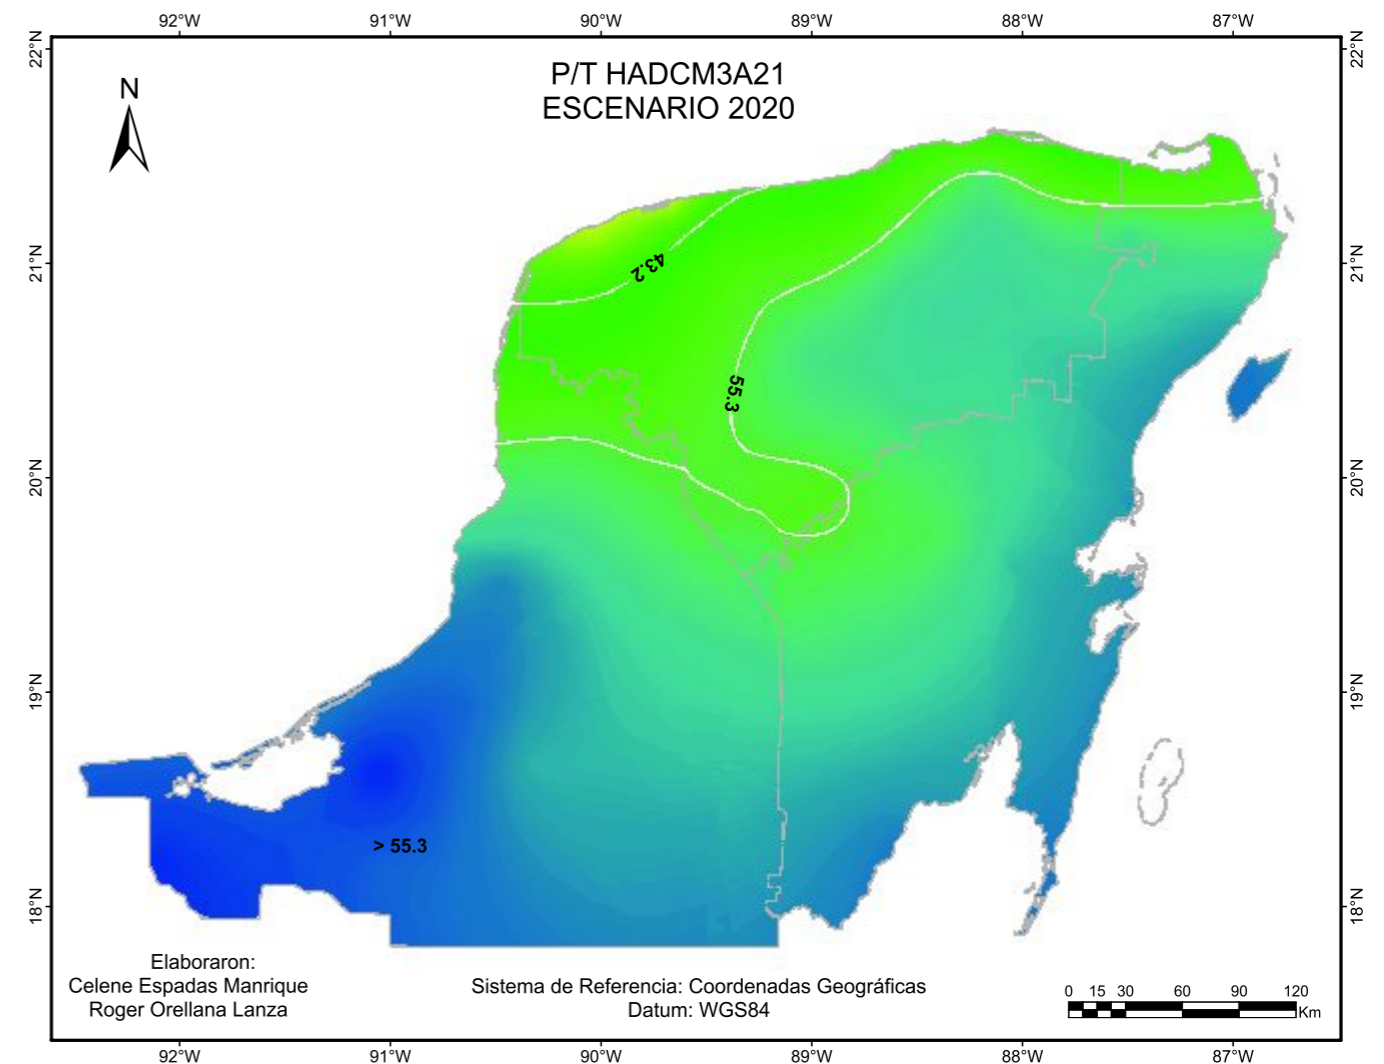 92°W 91°W 90°W 89°W 88°W 87°W
22°N 22°N
P/T HADCM3A21
ESCENARIO 2020
N
21°N 21°N
43.2
55.3
20°N 20°N
19°N 19°N
> 55.3
18°N 18°N
Elaboraron:
Celene Espadas Manrique
Roger Orellana Lanza
Sistema de Referencia: Coordenadas Geográficas
Datum: WGS84
0 15 30 60 90 120
Km
92°W 91°W 90°W 89°W 88°W 87°W